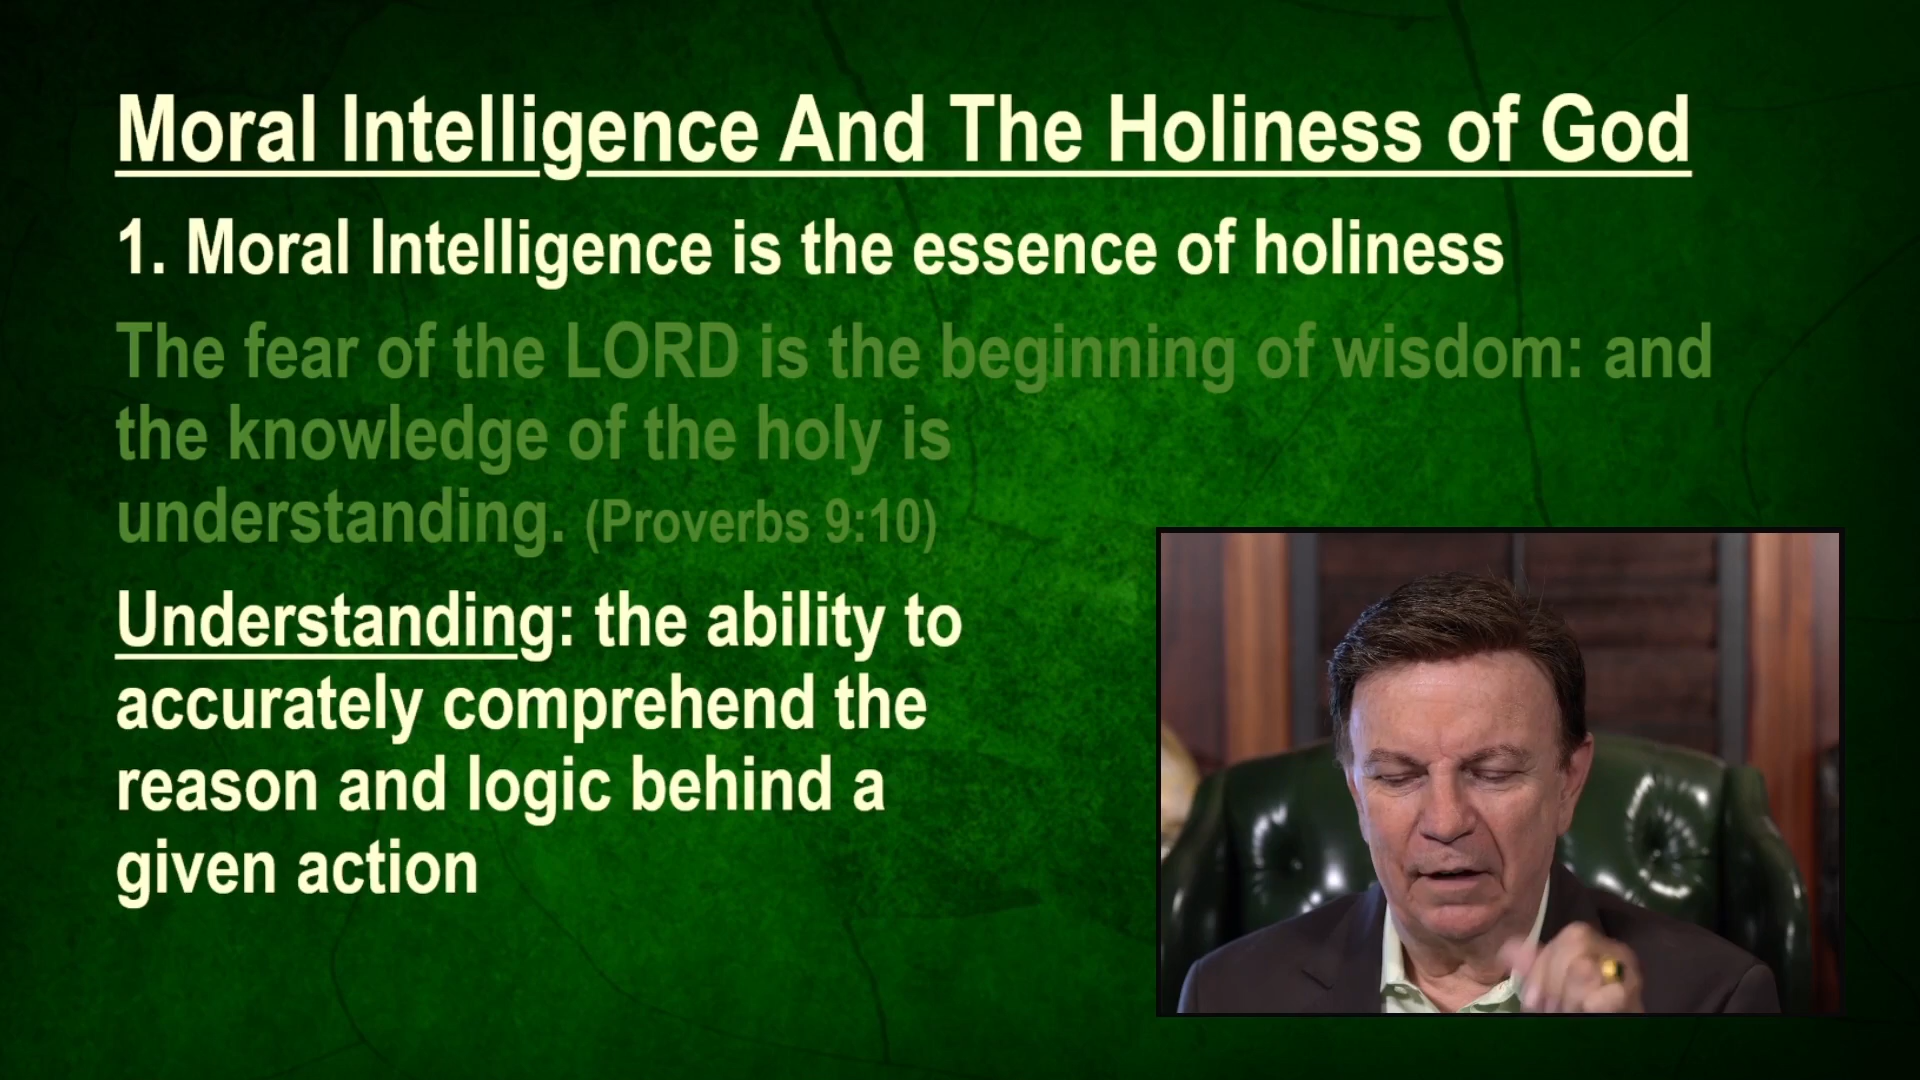 Moral Intelligence And The Holiness of God
1. Moral Intelligence is the essence of holiness
The fear of the LORD is the beginning of wisdom: and
the knowledge of the holy is
understanding. (Proverbs 9:10)
Understanding: the ability to
accurately comprehend the
reason and logic behind a
given action